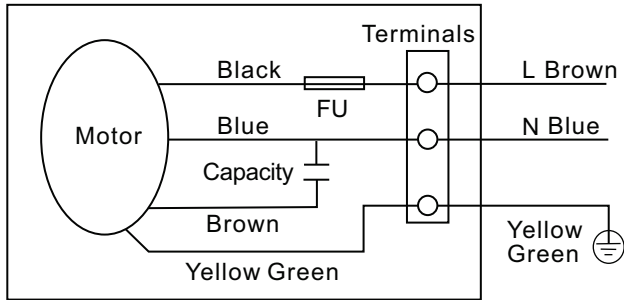 Terminals
Black
L Brown
FU
Motor
Blue
N Blue
Capacity
Brown
Yellow
Green
Yellow Green